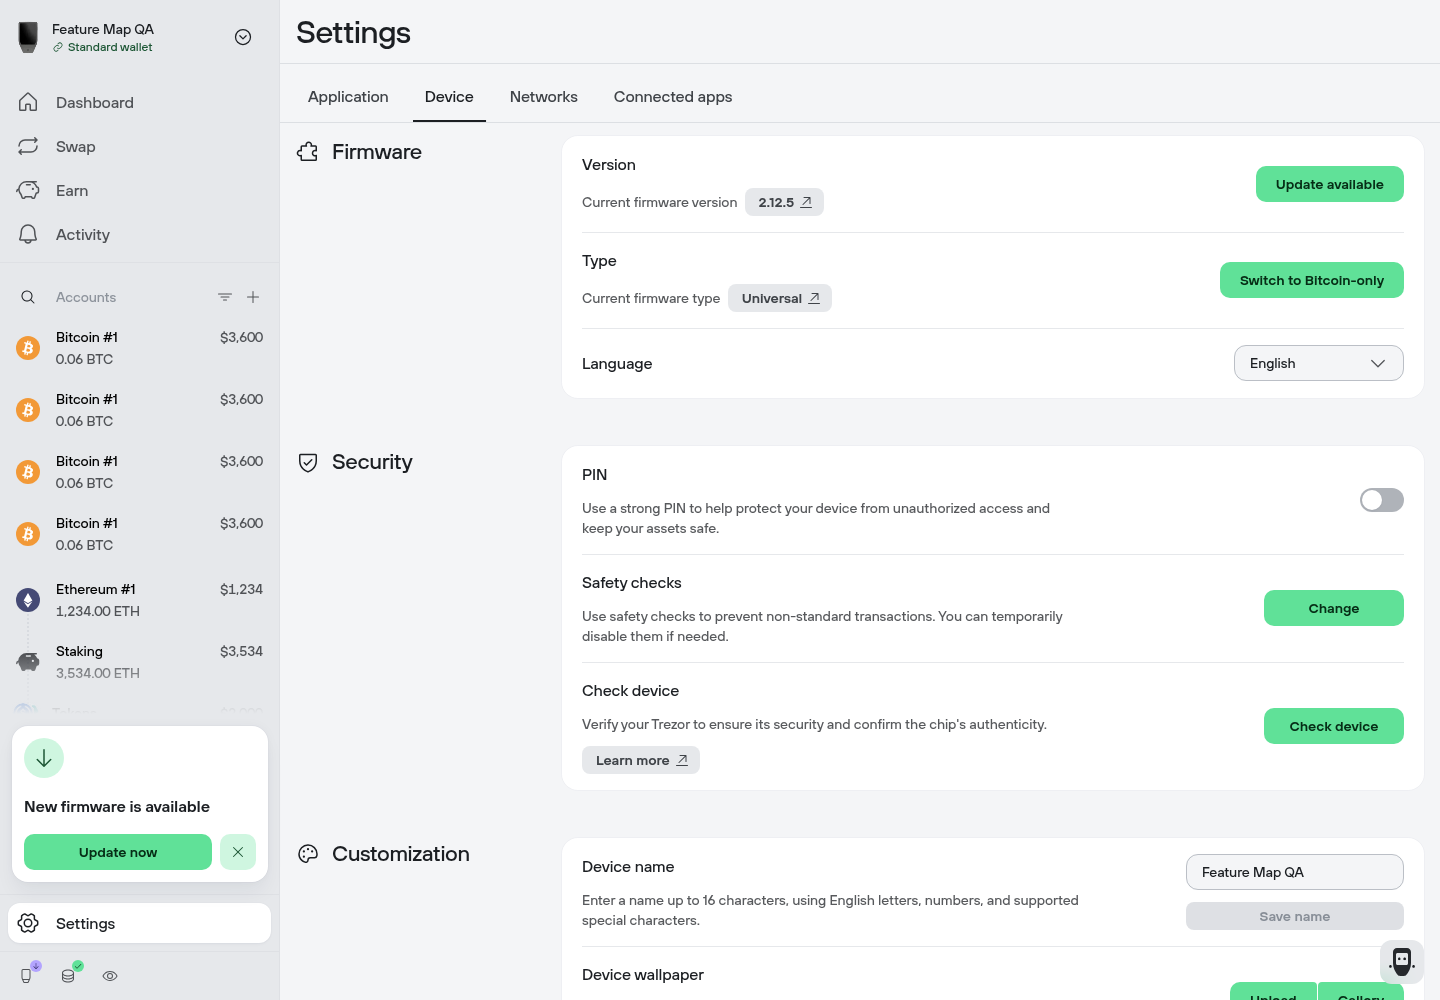 Feature Map QA
Standard wallet
Dashboard
Swap
Earn
Activity
Accounts
Bitcoin #1 $3,600
0.06 BTC
Bitcoin #1 $3,600
0.06 BTC
Bitcoin #1 $3,600
0.06 BTC
Bitcoin #1 $3,600
0.06 BTC
Ethereum #1 $1,234
1,234.00 ETH
Staking $3,534
3,534.00 ETH
New firmware is available
Update now
Settings
Settings
Application Device Networks Connected apps
Firmware
Version
Current firmware version 2.12.5
Update available
Type
Current firmware type Universal
Switch to Bitcoin-only
Language
English
Security
PIN
Use a strong PIN to help protect your device from unauthorized access and
keep your assets safe.
Safety checks
Use safety checks to prevent non-standard transactions. You can temporarily
disable them if needed.
Change
Check device
Verify your Trezor to ensure its security and confirm the chip's authenticity.
Learn more
Check device
Customization
Device name
Enter a name up to 16 characters, using English letters, numbers, and supported
special characters.
Feature Map QA
Save name
Device wallpaper
Upload Gallery